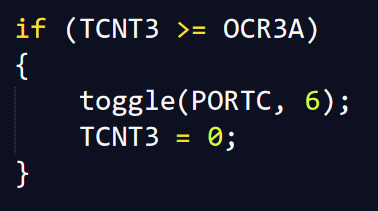 if (TCNT3 >= OCR3A)
{
    toggle(PORTC, 6);
    TCNT3 = 0;
}